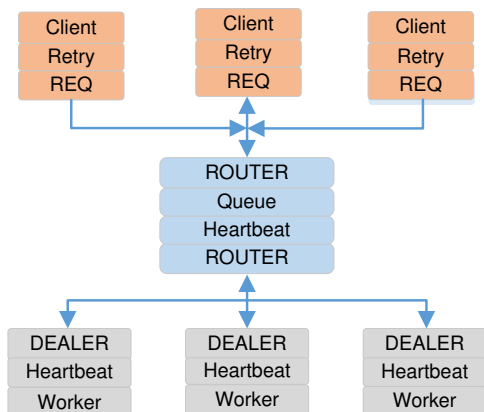 Client
Retry
REQ
Client
Retry
REQ
Client
Retry
REQ
ROUTER
Queue
Heartbeat
ROUTER
DEALER
Heartbeat
Worker
DEALER
Heartbeat
Worker
DEALER
Heartbeat
Worker